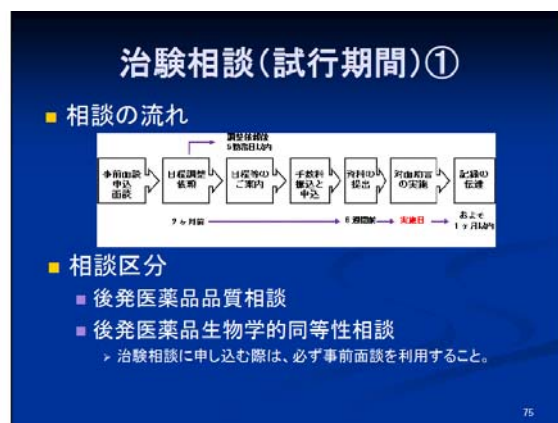 治験相談(試行期間)①
相談の流れ
調整依頼後
5勤務日以内
事前面談
申込
面談
日程調整
依頼
日程等の
ご案内
手数料
振込と
申込
資料の
提出
対面助言
の実施
記録の
伝達
2ヶ月前
6週間前
実施日
およそ
1ヶ月以内
相談区分
後発医薬品品質相談
後発医薬品生物学的同等性相談
治験相談に申し込む際は、必ず事前面談を利用すること。
75